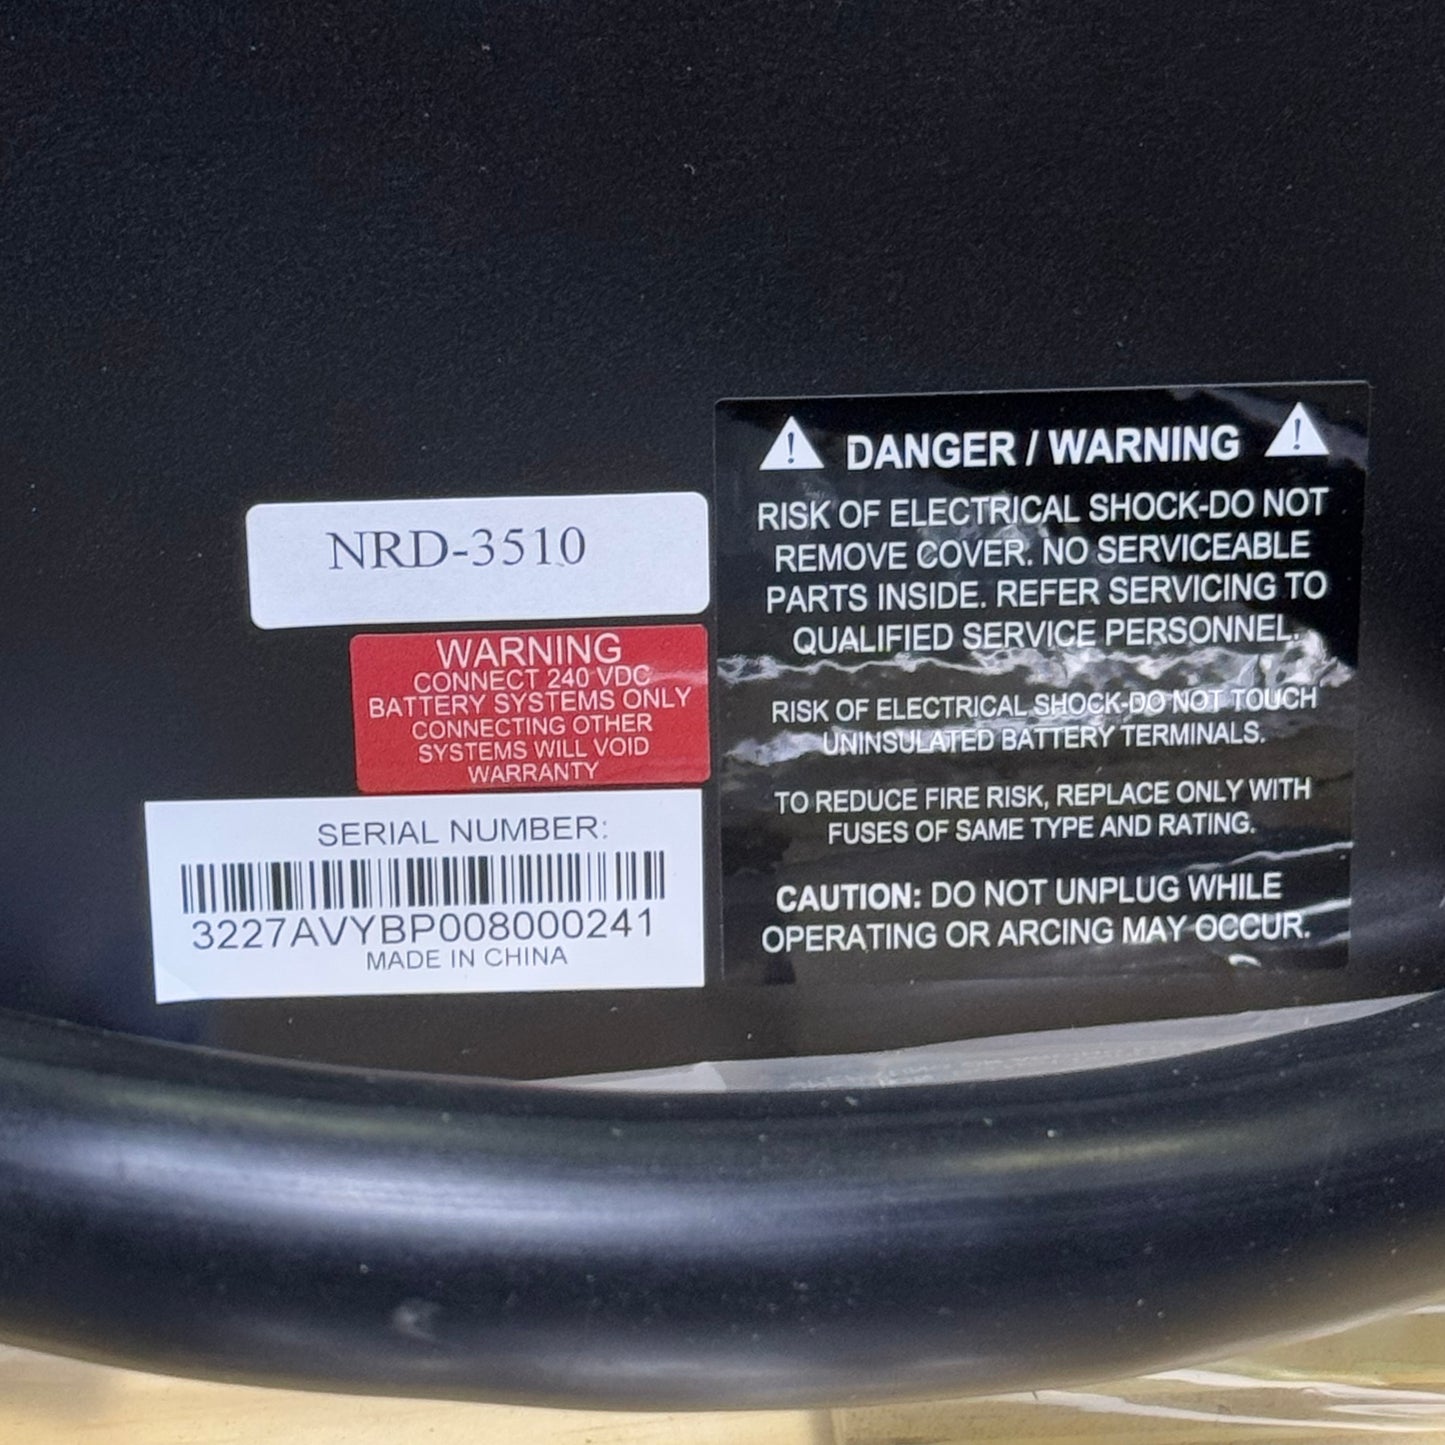 NRD-3510
WARNING
CONNECT 240 VDC
BATTERY SYSTEMS ONLY
CONNECTING OTHER
SYSTEMS WILL VOID
WARRANTY
SERIAL NUMBER:
3227AVYBP008000241
MADE IN CHINA
DANGER / WARNING
RISK OF ELECTRICAL SHOCK-DO NOT
REMOVE COVER. NO SERVICEABLE
PARTS INSIDE. REFER SERVICING TO
QUALIFIED SERVICE PERSONNEL.
RISK OF ELECTRICAL SHOCK-DO NOT TOUCH
UNINSULATED BATTERY TERMINALS.
TO REDUCE FIRE RISK, REPLACE ONLY WITH
FUSES OF SAME TYPE AND RATING.
CAUTION: DO NOT UNPLUG WHILE
OPERATING OR ARCING MAY OCCUR.